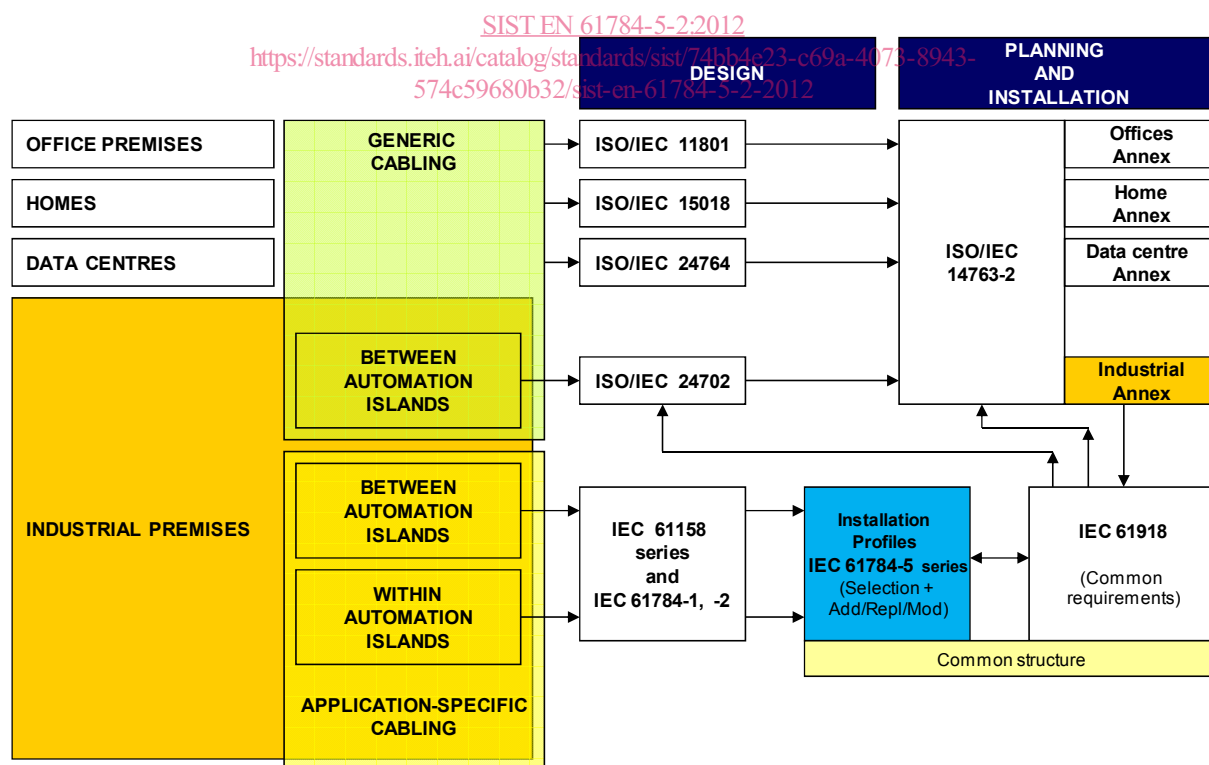 SIST EN 61784-5-2:2012
https://standards.iteh.ai/catalog/standards/sist/74bb4e23-c69a-4073-8943-
574c59680b32/sist-en-61784-5-2-2012
DESIGN
PLANNING
AND
INSTALLATION
OFFICE PREMISES
HOMES
DATA CENTRES
INDUSTRIAL PREMISES
GENERIC
CABLING
BETWEEN
AUTOMATION
ISLANDS
BETWEEN
AUTOMATION
ISLANDS
WITHIN
AUTOMATION
ISLANDS
APPLICATION-SPECIFIC
CABLING
ISO/IEC 11801
ISO/IEC 15018
ISO/IEC 24764
ISO/IEC 24702
IEC 61158
series
and
IEC 61784-1, -2
ISO/IEC
14763-2
Offices
Annex
Home
Annex
Data centre
Annex
Industrial
Annex
Installation
Profiles
IEC 61784-5 series
(Selection +
Add/Repl/Mod)
IEC 61918
(Common
requirements)
Common structure